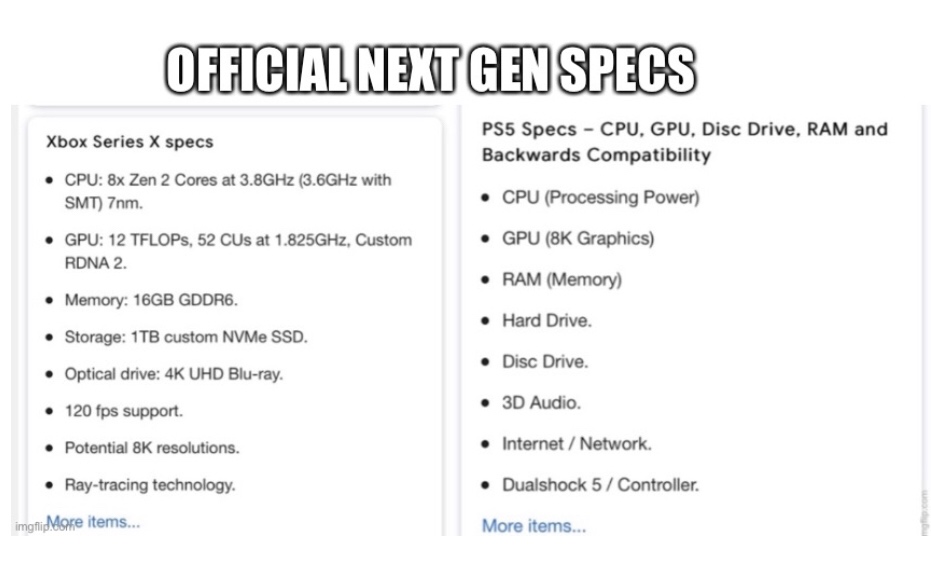 OFFICIAL NEXT GEN SPECS
Xbox Series X specs
• CPU: 8x Zen 2 Cores at 3.8GHz (3.6GHz with
SMT) 7nm.
• GPU: 12 TFLOPs, 52 CUs at 1.825GHz, Custom
RDNA 2.
• Memory: 16GB GDDR6.
• Storage: 1TB custom NVMe SSD.
• Optical drive: 4K UHD Blu-ray.
• 120 fps support.
• Potential 8K resolutions.
• Ray-tracing technology.
More items...
imgflip.com
PS5 Specs – CPU, GPU, Disc Drive, RAM and
Backwards Compatibility
• CPU (Processing Power)
• GPU (8K Graphics)
• RAM (Memory)
• Hard Drive.
• Disc Drive.
• 3D Audio.
• Internet / Network.
• Dualshock 5 / Controller.
More items...
imgflip.com